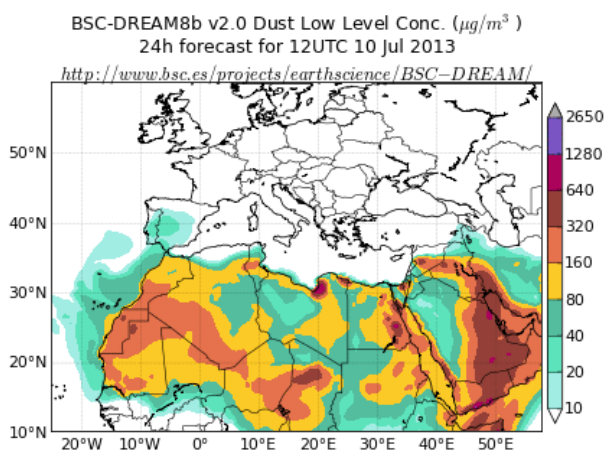 BSC-DREAM8b v2.0 Dust Low Level Conc. (μg/m³ )
24h forecast for 12UTC 10 Jul 2013
http://www.bsc.es/projects/earthscience/BSC−DREAM/
2650
1280
640
320
160
80
40
20
10
50°N
40°N
30°N
20°N
10°N
20°W
10°W
0°
10°E
20°E
30°E
40°E
50°E